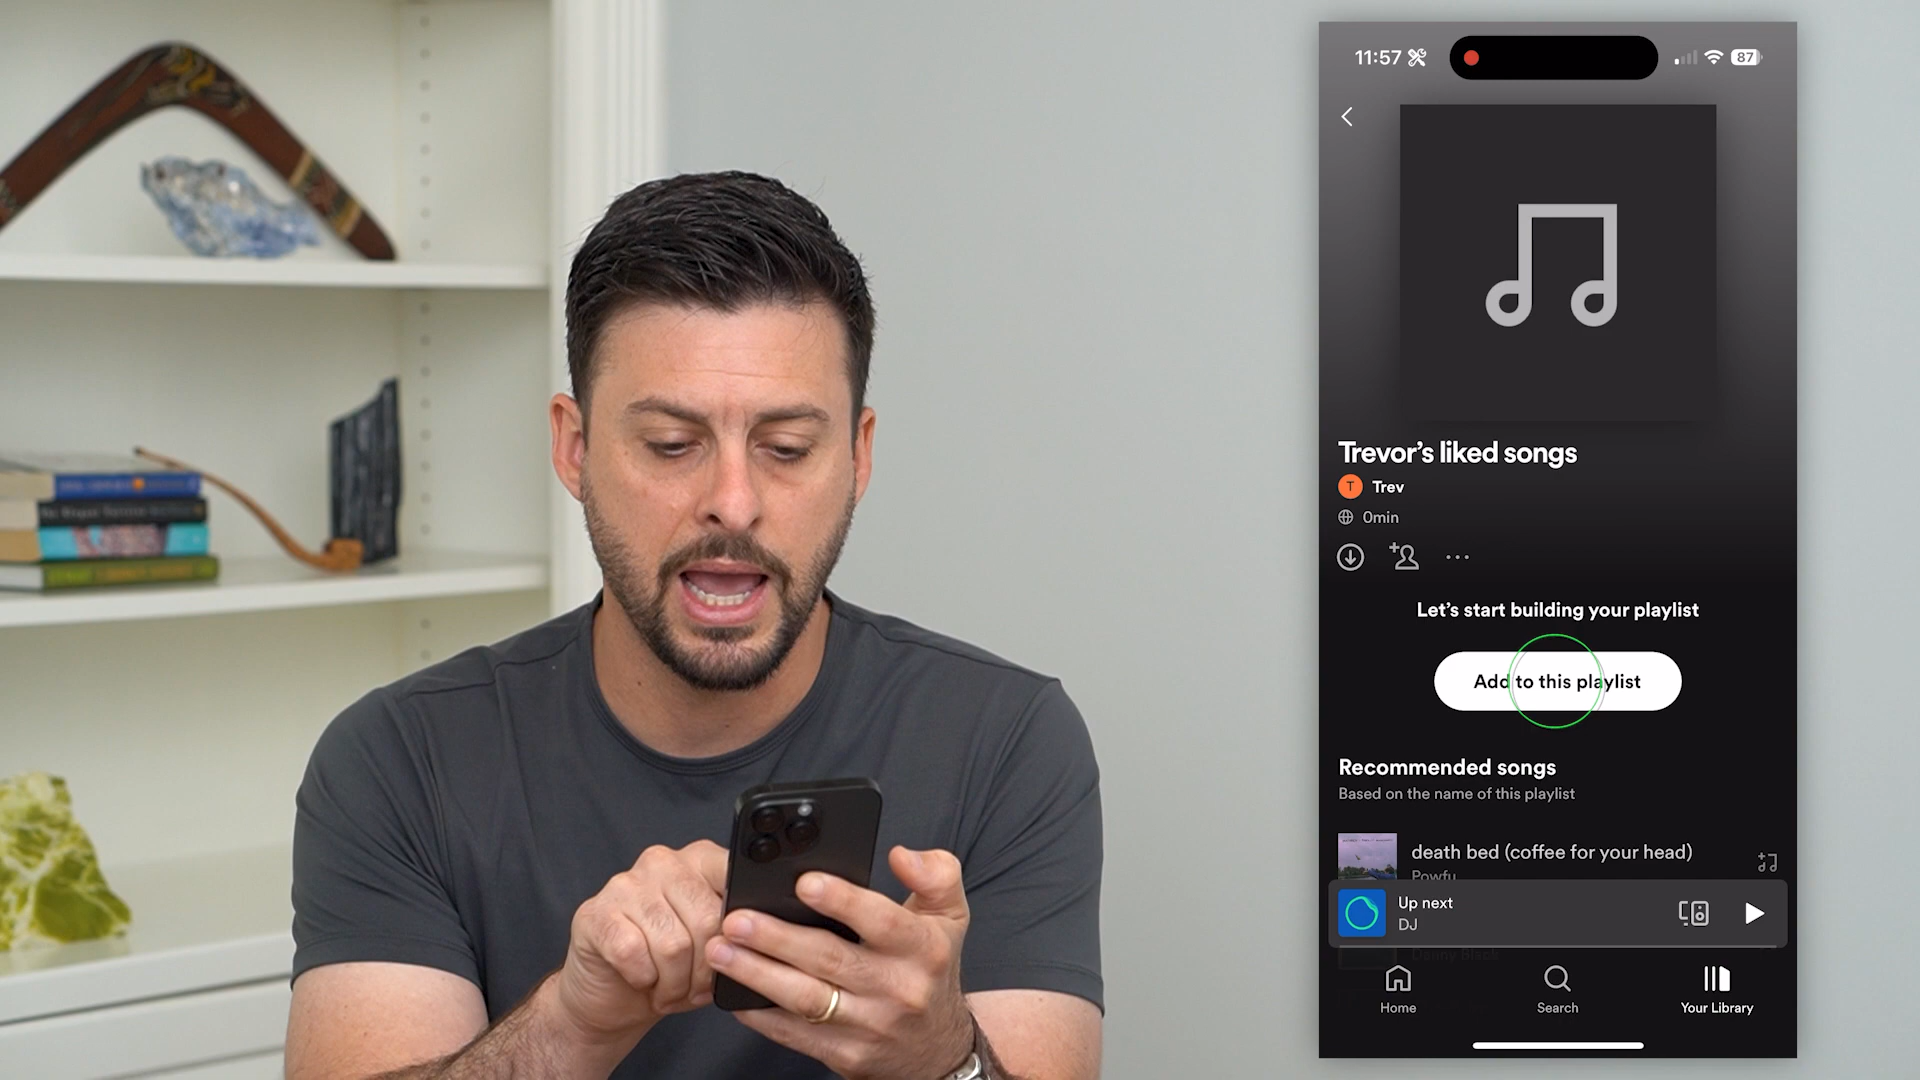 11:57
87
Trevor's liked songs
T Trev
0min
Let's start building your playlist
Add to this playlist
Recommended songs
Based on the name of this playlist
death bed (coffee for your head)
Powfu
Up next
DJ
Danny Black
Home
Search
Your Library